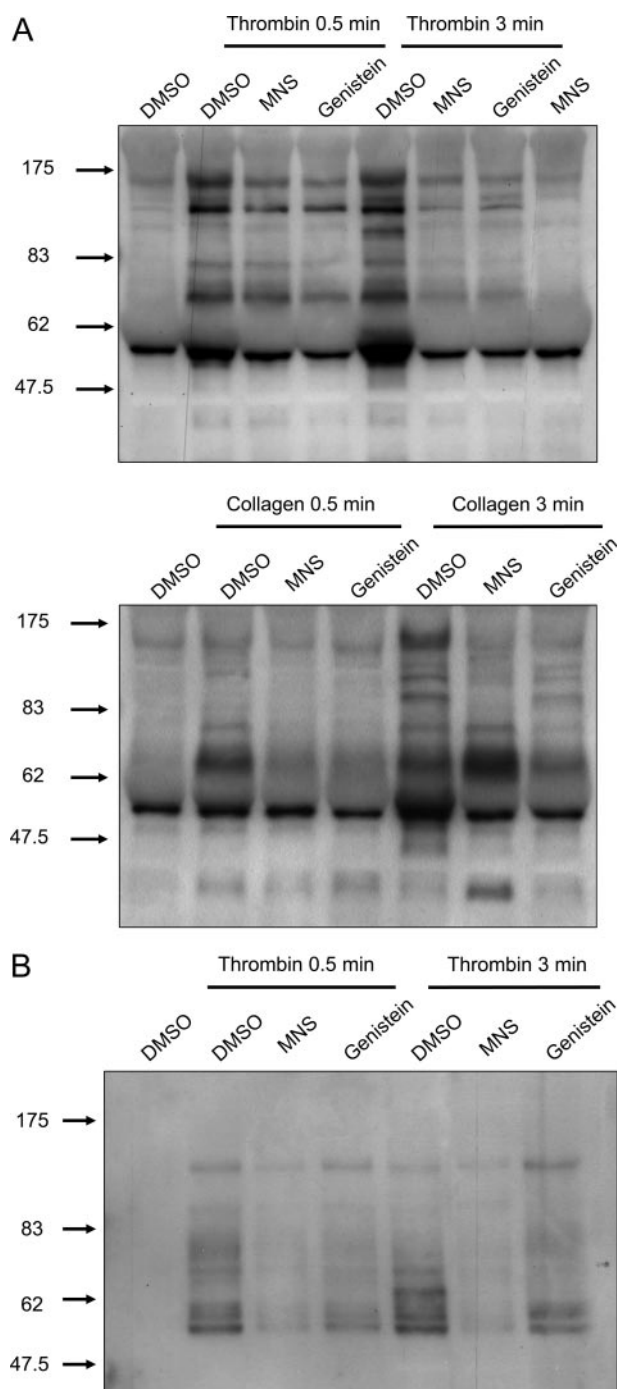 A
Thrombin 0.5 min Thrombin 3 min
DMSO DMSO MNS Genistein DMSO MNS Genistein MNS
175
83
62
47.5
Collagen 0.5 min Collagen 3 min
DMSO DMSO MNS Genistein DMSO MNS Genistein
175
83
62
47.5
B
Thrombin 0.5 min Thrombin 3 min
DMSO DMSO MNS Genistein DMSO MNS Genistein
175
83
62
47.5